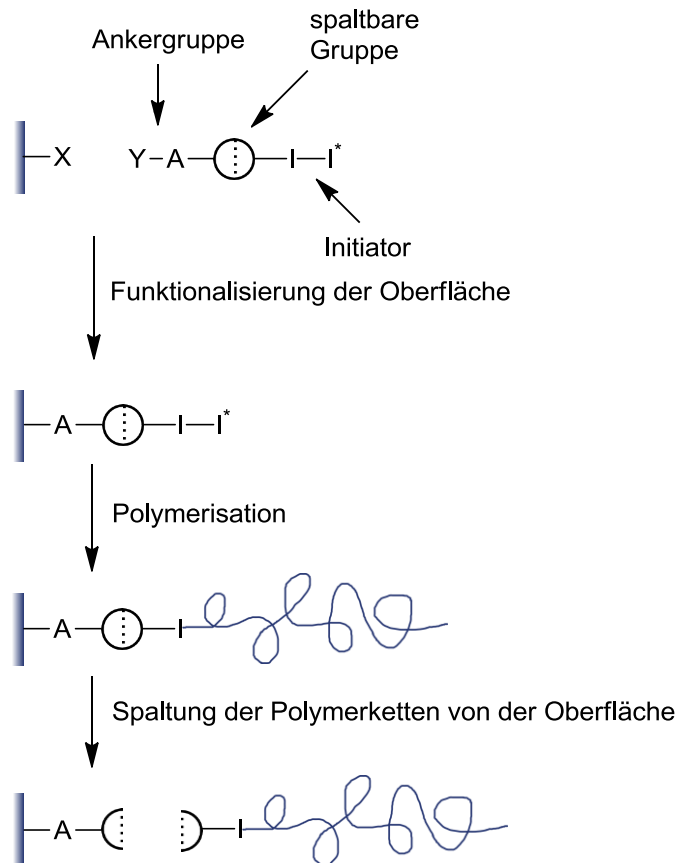 spaltbare
Ankergruppe
Gruppe
X
Y-A
I-I*
Initiator
Funktionalisierung der Oberfläche
A
I-I*
Polymerisation
A
I
Spaltung der Polymerketten von der Oberfläche
A
I